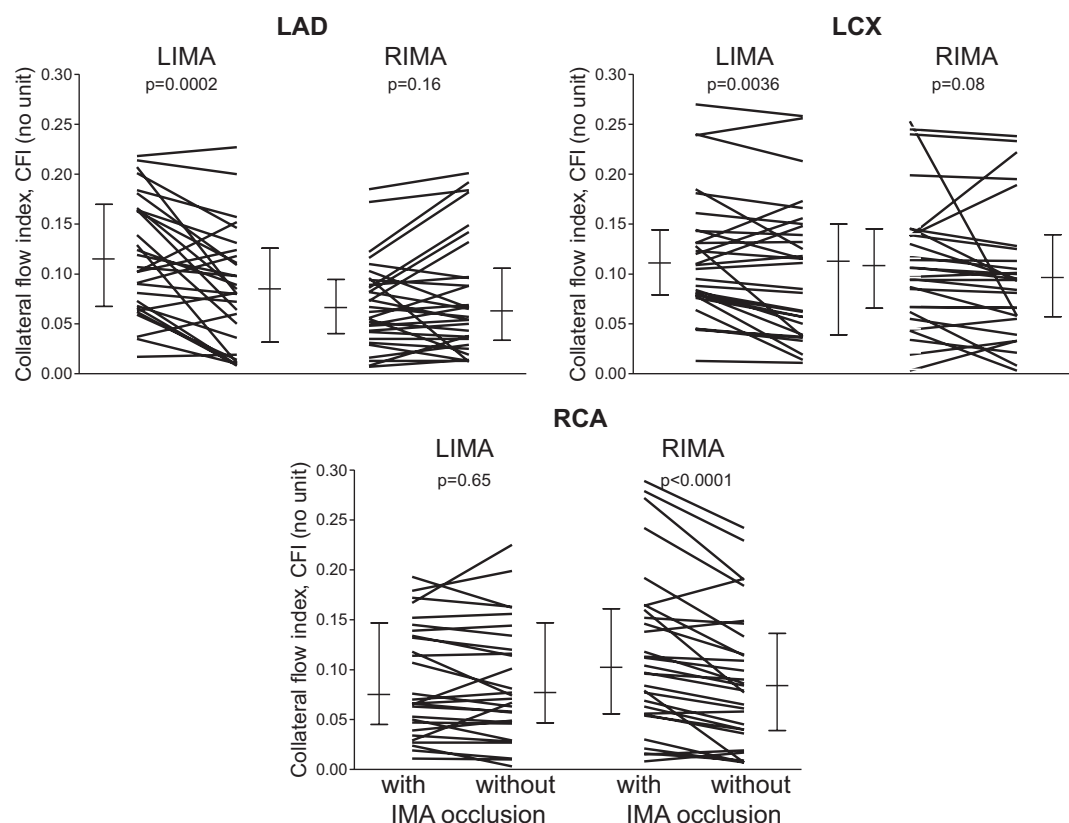 LAD
LIMA
RIMA
p=0.0002
p=0.16
Collateral flow index, CFI (no unit)
0.30
0.25
0.20
0.15
0.10
0.05
0.00
LCX
LIMA
RIMA
p=0.0036
p=0.08
Collateral flow index, CFI (no unit)
0.30
0.25
0.20
0.15
0.10
0.05
0.00
RCA
LIMA
RIMA
p=0.65
p<0.0001
Collateral flow index, CFI (no unit)
0.30
0.25
0.20
0.15
0.10
0.05
0.00
with without with without
IMA occlusion IMA occlusion